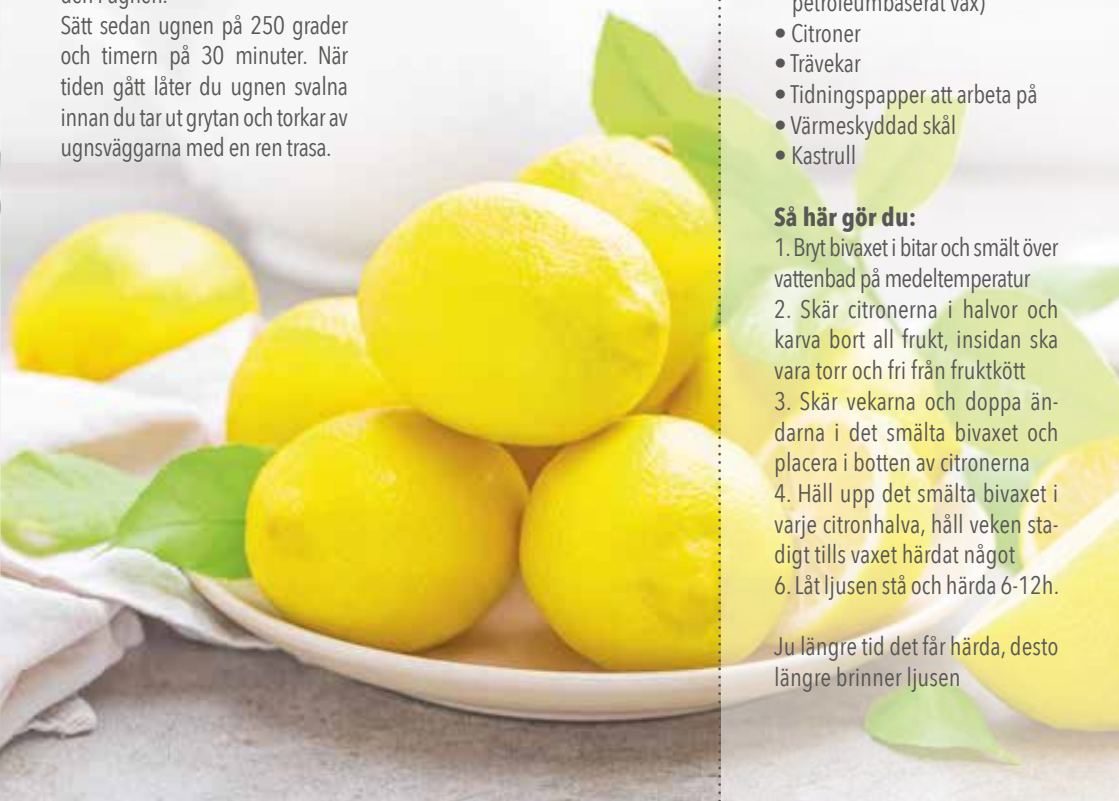 den i ugnen.
Sätt sedan ugnen på 250 grader
och timern på 30 minuter. När
tiden gått låter du ugnen svalna
innan du tar ut grytan och torkar av
ugnsväggarna med en ren trasa.
petroleumbaserat vax)
• Citroner
• Trävekar
• Tidningspapper att arbeta på
• Värmeskyddad skål
• Kastrull
Så här gör du:
1. Bryt bivaxet i bitar och smält över
vattenbad på medeltemperatur
2. Skär citronerna i halvor och
karva bort all frukt, insidan ska
vara torr och fri från fruktkött
3. Skär vekarna och doppa än-
darna i det smälta bivaxet och
placera i botten av citronerna
4. Häll upp det smälta bivaxet i
varje citronhalva, håll veken sta-
digt tills vaxet härdat något
6. Låt ljusen stå och härda 6-12h.
Ju längre tid det får härda, desto
längre brinner ljusen